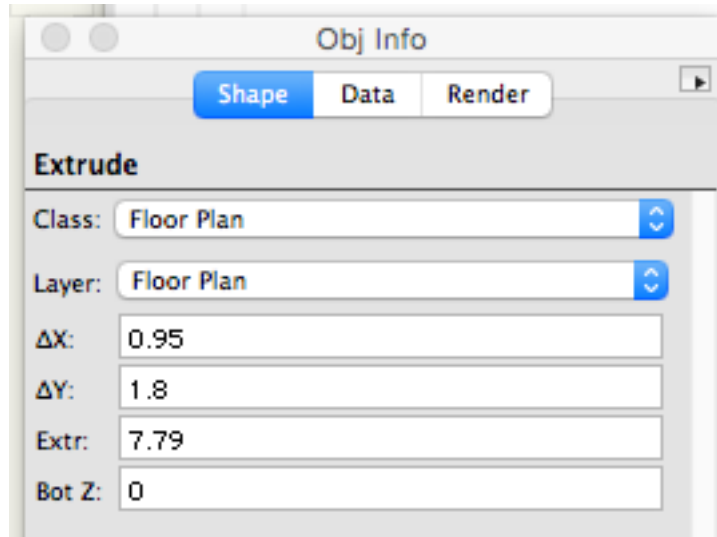 Obj Info
Shape Data Render
Extrude
Class: Floor Plan
Layer: Floor Plan
ΔX: 0.95
ΔY: 1.8
Extr: 7.79
Bot Z: 0